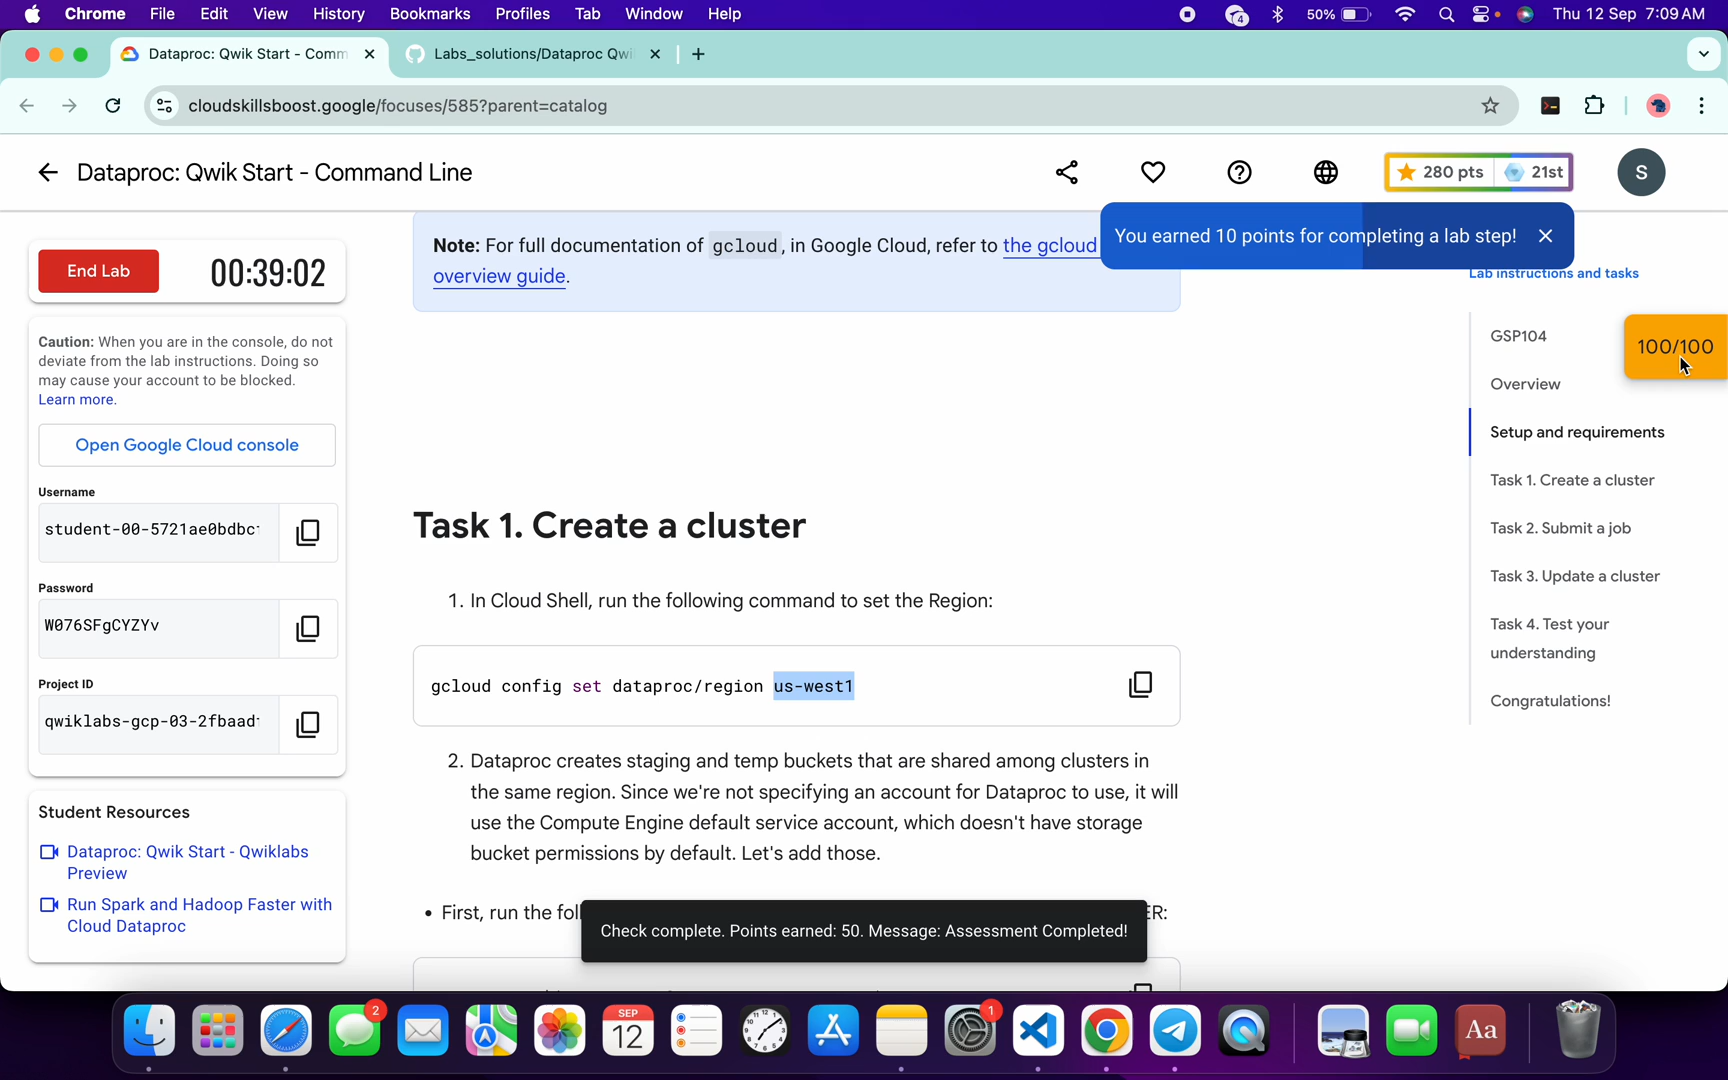 Chrome File Edit View History Bookmarks Profiles Tab Window Help 4 50% Thu 12 Sep 7:09 AM
Dataproc: Qwik Start - Comm Labs_solutions/Dataproc Qwi
cloudskillsboost.google/focuses/585?parent=catalog
Dataproc: Qwik Start - Command Line 280 pts 21st S
You earned 10 points for completing a lab step!
End Lab 00:39:02
Caution: When you are in the console, do not
deviate from the lab instructions. Doing so
may cause your account to be blocked.
Learn more.
Open Google Cloud console
Username
student-00-5721ae0bdbc
Password
W076SFgCYZYv
Project ID
qwiklabs-gcp-03-2fbaad
Student Resources
Dataproc: Qwik Start - Qwiklabs
Preview
Run Spark and Hadoop Faster with
Cloud Dataproc
Note: For full documentation of gcloud, in Google Cloud, refer to the gcloud
overview guide.
Task 1. Create a cluster
1. In Cloud Shell, run the following command to set the Region:
gcloud config set dataproc/region us-west1
2. Dataproc creates staging and temp buckets that are shared among clusters in
the same region. Since we're not specifying an account for Dataproc to use, it will
use the Compute Engine default service account, which doesn't have storage
bucket permissions by default. Let's add those.
• First, run the fol ER:
Check complete. Points earned: 50. Message: Assessment Completed!
Lab instructions and tasks
GSP104
100/100
Overview
Setup and requirements
Task 1. Create a cluster
Task 2. Submit a job
Task 3. Update a cluster
Task 4. Test your
understanding
Congratulations!
2
SEP
12
1
Aa